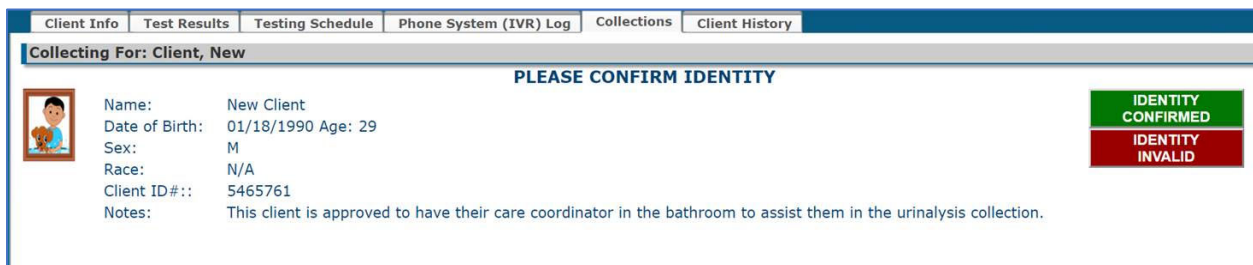 Client Info Test Results Testing Schedule Phone System (IVR) Log Collections Client History
Collecting For: Client, New
PLEASE CONFIRM IDENTITY
Name: New Client
Date of Birth: 01/18/1990 Age: 29
Sex: M
Race: N/A
Client ID#:: 5465761
Notes: This client is approved to have their care coordinator in the bathroom to assist them in the urinalysis collection.
IDENTITY
CONFIRMED
IDENTITY
INVALID